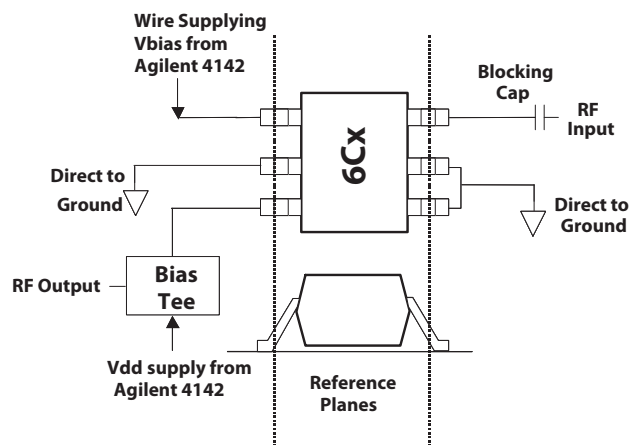 Wire Supplying
Vbias from
Agilent 4142
Blocking
Cap
RF
Input
6Cx
Direct to
Ground
Direct to
Ground
RF Output
Bias
Tee
Vdd supply from
Agilent 4142
Reference
Planes